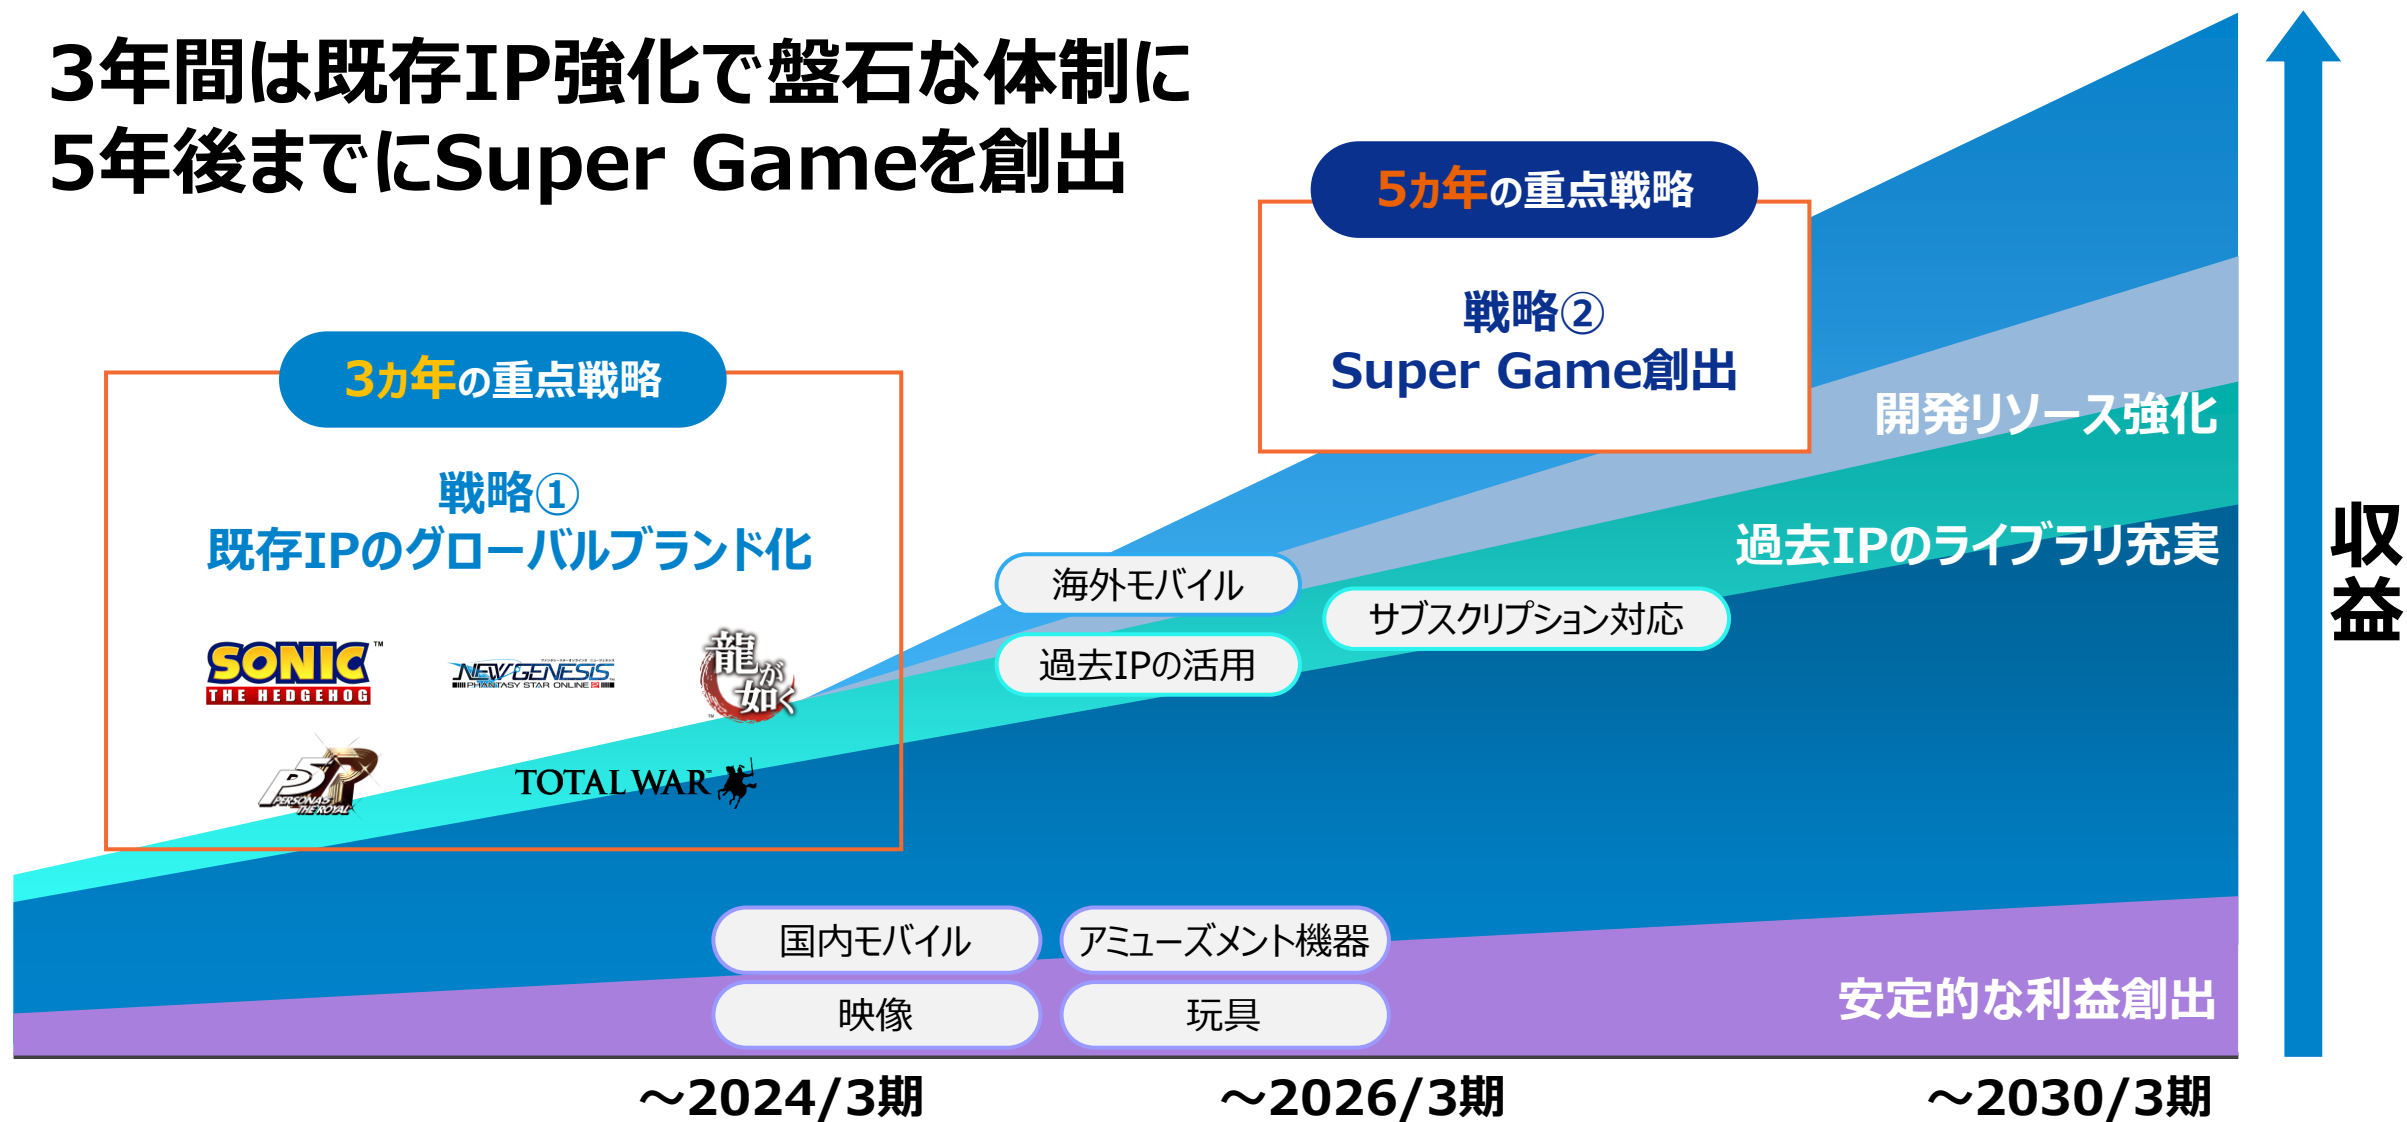 3年間は既存IP強化で盤石な体制に
5年後までにSuper Gameを創出
5カ年の重点戦略
戦略②
Super Game創出
3カ年の重点戦略
戦略①
既存IPのグローバルブランド化
SONIC™
THE HEDGEHOG
NEW GENESIS
PHANTASY STAR ONLINE 2
龍が如く
™
P5R
PERSONA5
THE ROYAL
TOTAL WAR™
開発リソース強化
過去IPのライブラリ充実
海外モバイル
サブスクリプション対応
過去IPの活用
国内モバイル
アミューズメント機器
映像
玩具
安定的な利益創出
収益
～2024/3期
～2026/3期
～2030/3期